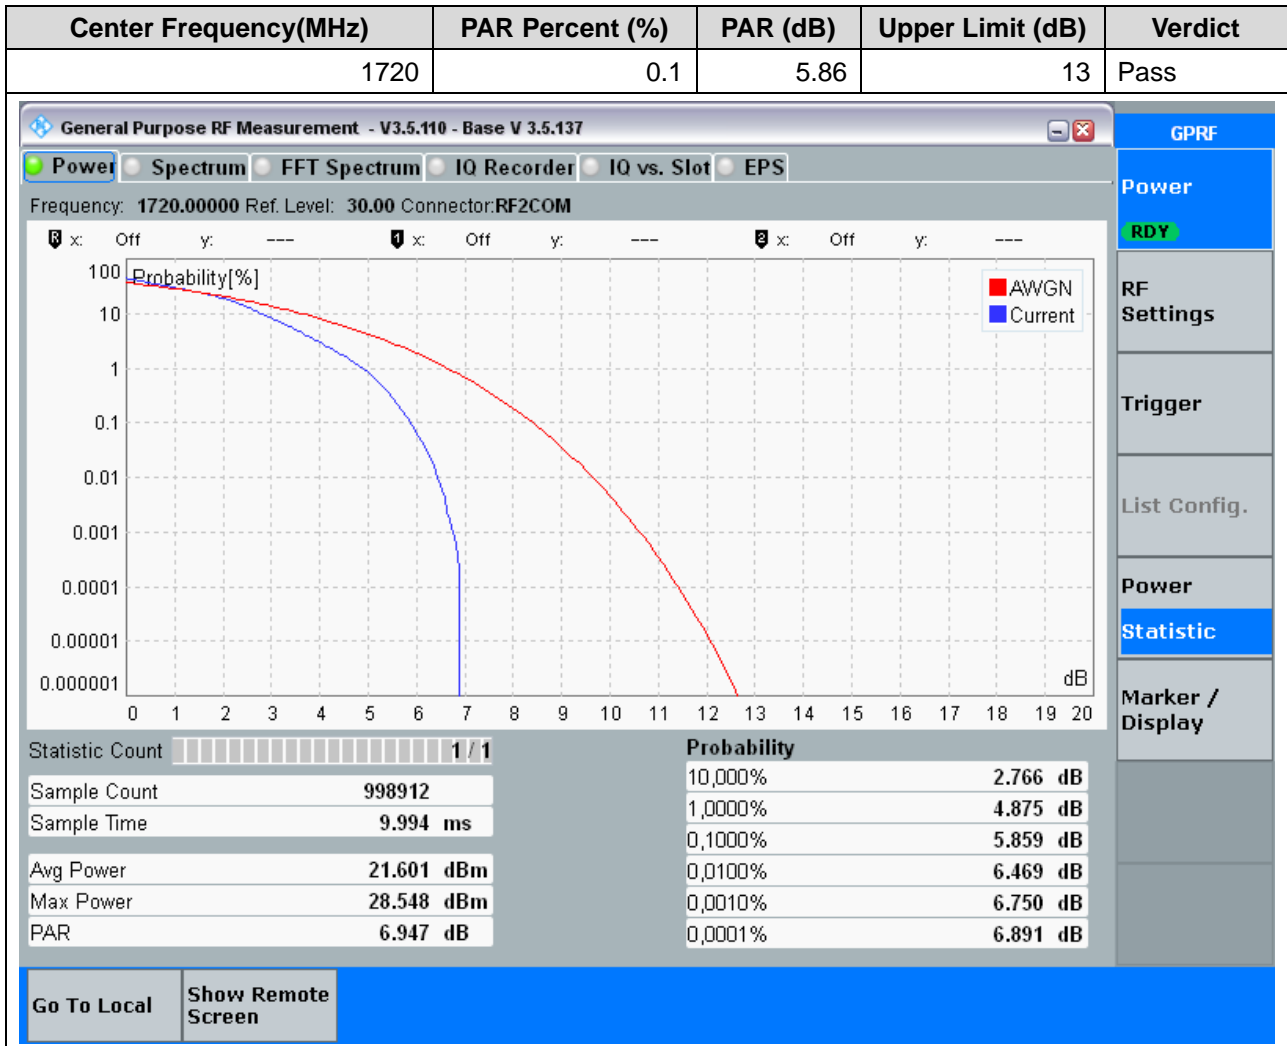 Center Frequency(MHz) PAR Percent (%) PAR (dB) Upper Limit (dB) Verdict
1720 0.1 5.86 13 Pass
General Purpose RF Measurement - V3.5.110 - Base V 3.5.137
GPRF
Power Spectrum FFT Spectrum IQ Recorder IQ vs. Slot EPS
Power
RDY
Frequency: 1720.00000 Ref. Level: 30.00 Connector:RF2COM
R x: Off y: --- 1 x: Off y: --- 2 x: Off y: ---
Probability[%]
AWGN
Current
100
10
1
0.1
0.01
0.001
0.0001
0.00001
0.000001
dB
0 1 2 3 4 5 6 7 8 9 10 11 12 13 14 15 16 17 18 19 20
RF
Settings
Trigger
List Config.
Power
Statistic
Marker /
Display
Statistic Count 1 / 1
Sample Count 998912
Sample Time 9.994 ms
Avg Power 21.601 dBm
Max Power 28.548 dBm
PAR 6.947 dB
Probability
10,000% 2.766 dB
1,0000% 4.875 dB
0,1000% 5.859 dB
0,0100% 6.469 dB
0,0010% 6.750 dB
0,0001% 6.891 dB
Go To Local
Show Remote
Screen